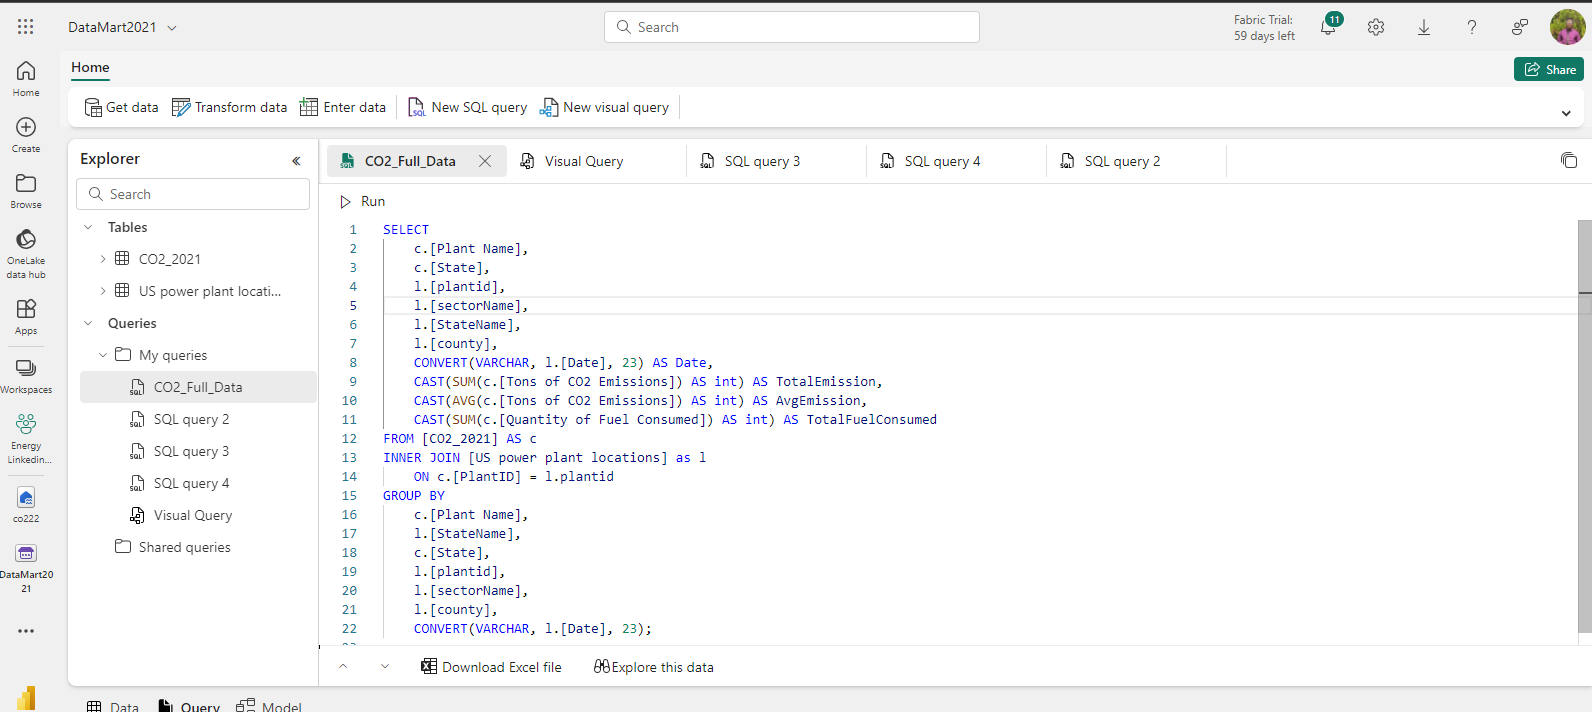 DataMart2021
Search
Fabric Trial:
59 days left
11
Home
Share
Get data
Transform data
Enter data
New SQL query
New visual query
Home
Create
Browse
OneLake
data hub
Apps
Workspaces
Energy
Linkedin...
co222
DataMart20
21
Explorer
Search
Tables
CO2_2021
US power plant locati...
Queries
My queries
CO2_Full_Data
SQL query 2
SQL query 3
SQL query 4
Visual Query
Shared queries
CO2_Full_Data
Visual Query
SQL query 3
SQL query 4
SQL query 2
Run
1 SELECT
2 c.[Plant Name],
3 c.[State],
4 l.[plantid],
5 l.[sectorName],
6 l.[StateName],
7 l.[county],
8 CONVERT(VARCHAR, l.[Date], 23) AS Date,
9 CAST(SUM(c.[Tons of CO2 Emissions]) AS int) AS TotalEmission,
10 CAST(AVG(c.[Tons of CO2 Emissions]) AS int) AS AvgEmission,
11 CAST(SUM(c.[Quantity of Fuel Consumed]) AS int) AS TotalFuelConsumed
12 FROM [CO2_2021] AS c
13 INNER JOIN [US power plant locations] as l
14 ON c.[PlantID] = l.plantid
15 GROUP BY
16 c.[Plant Name],
17 l.[StateName],
18 c.[State],
19 l.[plantid],
20 l.[sectorName],
21 l.[county],
22 CONVERT(VARCHAR, l.[Date], 23);
Download Excel file
Explore this data
Data
Query
Model